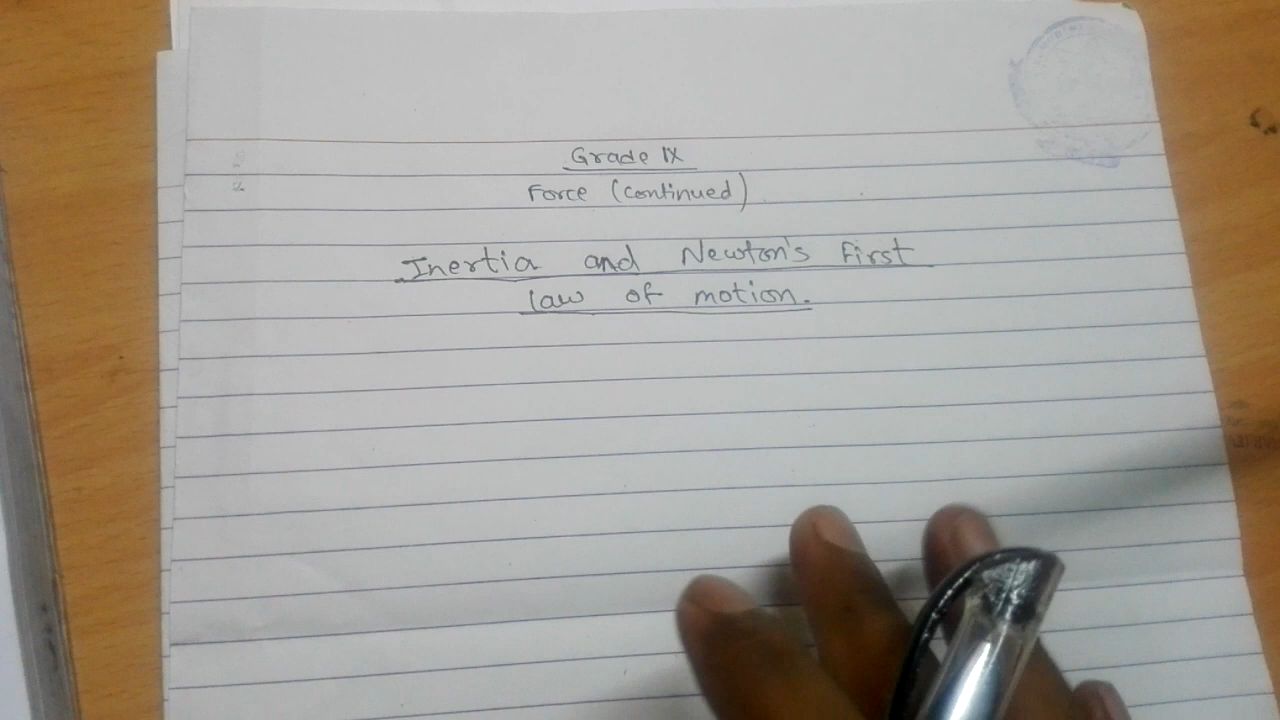 Grade IX
Force (continued)
Inertia and Newton's First
law of motion.